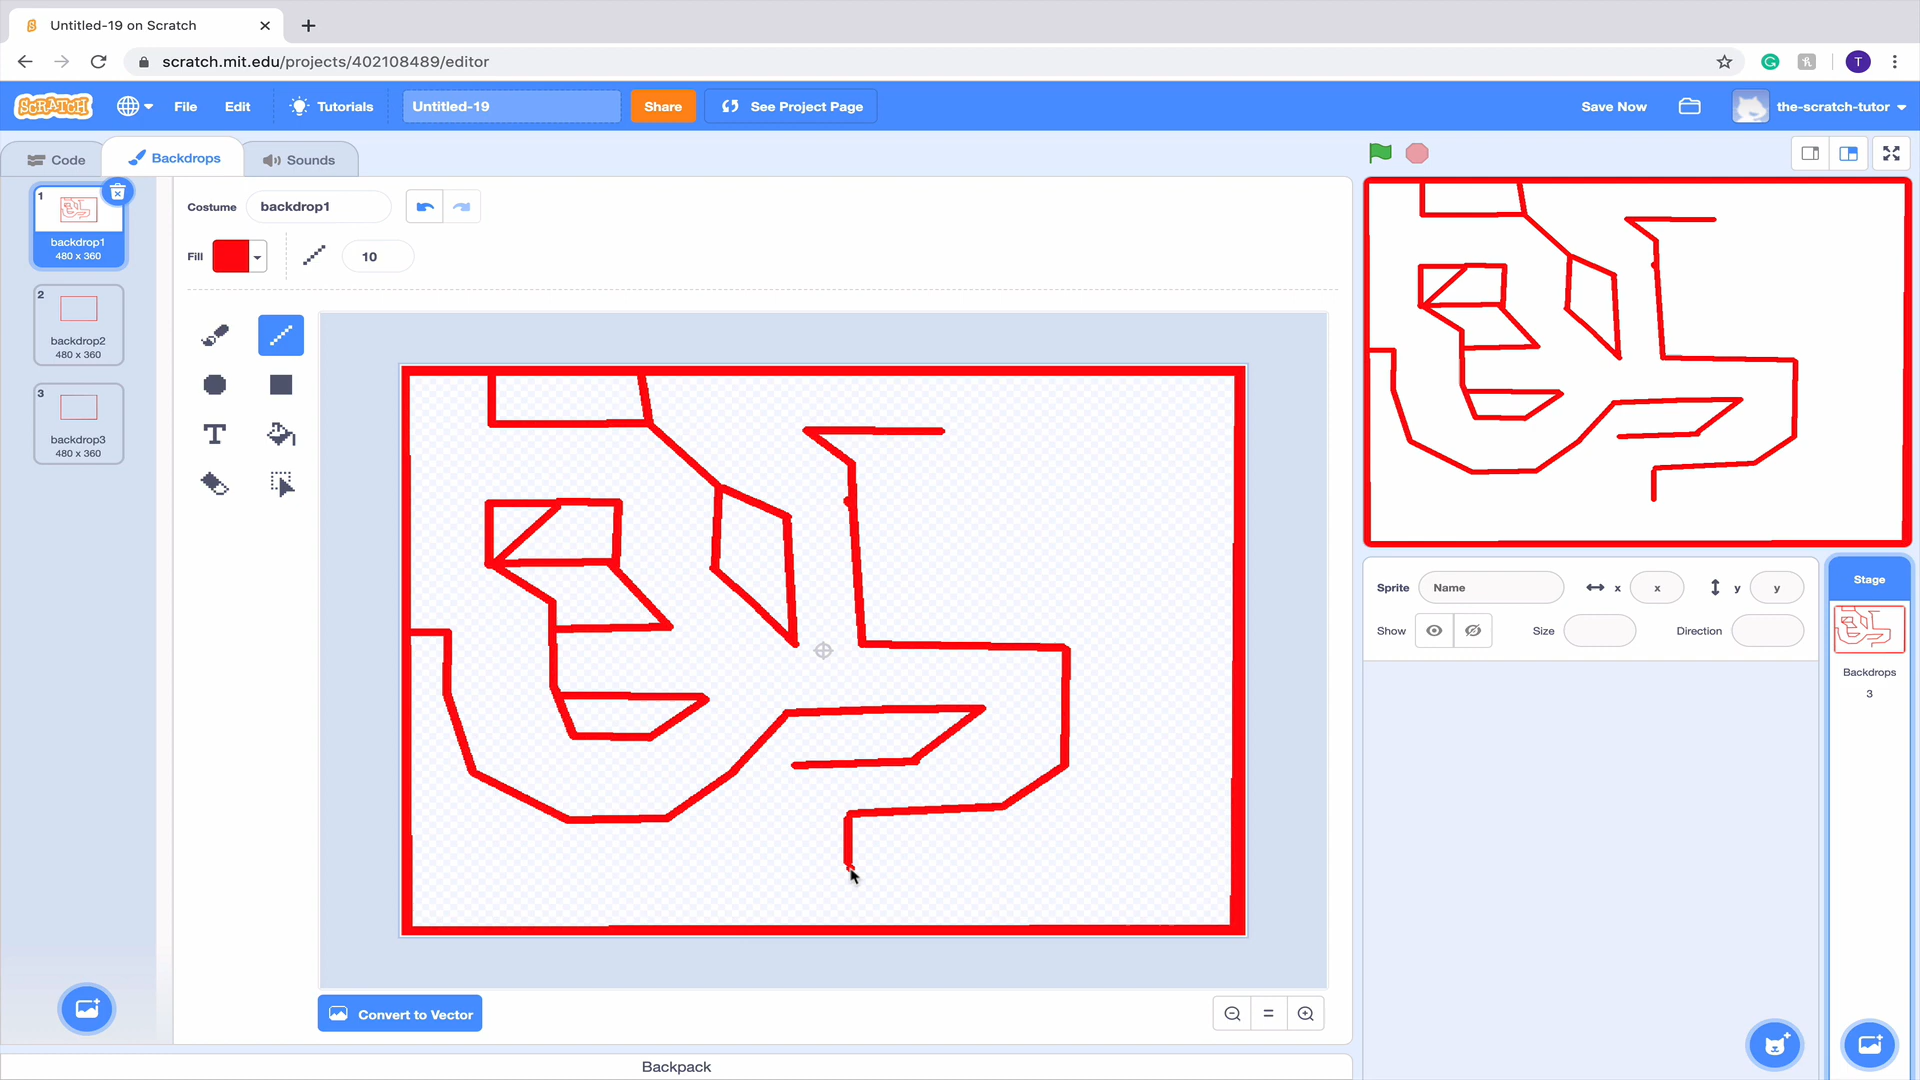 Untitled-19 on Scratch
scratch.mit.edu/projects/402108489/editor
T
SCRATCH
File
Edit
Tutorials
Untitled-19
Share
See Project Page
Save Now
the-scratch-tutor
Code
Backdrops
Sounds
1
backdrop1
480 x 360
2
backdrop2
480 x 360
3
backdrop3
480 x 360
Costume
backdrop1
Fill
10
T
Convert to Vector
Backpack
Sprite
Name
x
x
y
y
Show
Size
Direction
Stage
Backdrops
3